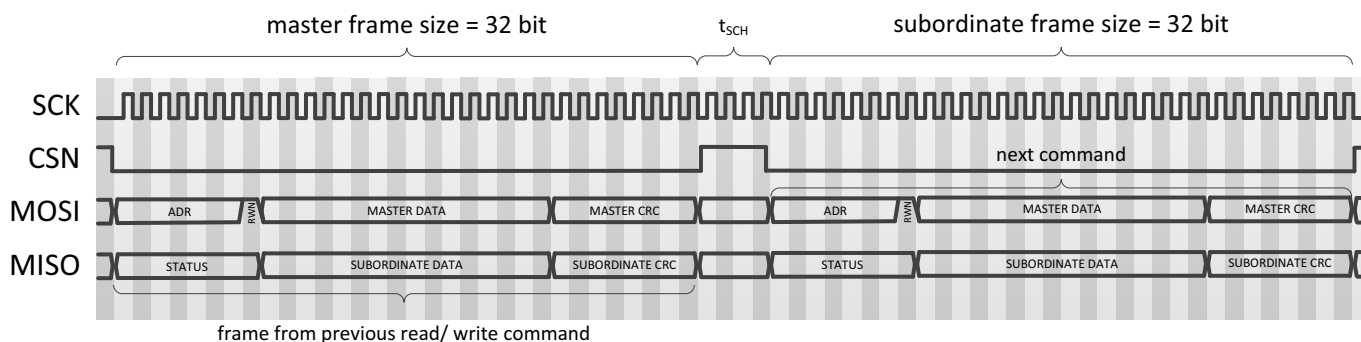 master frame size = 32 bit
tSCH
subordinate frame size = 32 bit
SCK
CSN
next command
MOSI
ADR
RWN
MASTER DATA
MASTER CRC
ADR
RWN
MASTER DATA
MASTER CRC
MISO
STATUS
SUBORDINATE DATA
SUBORDINATE CRC
STATUS
SUBORDINATE DATA
SUBORDINATE CRC
frame from previous read/ write command